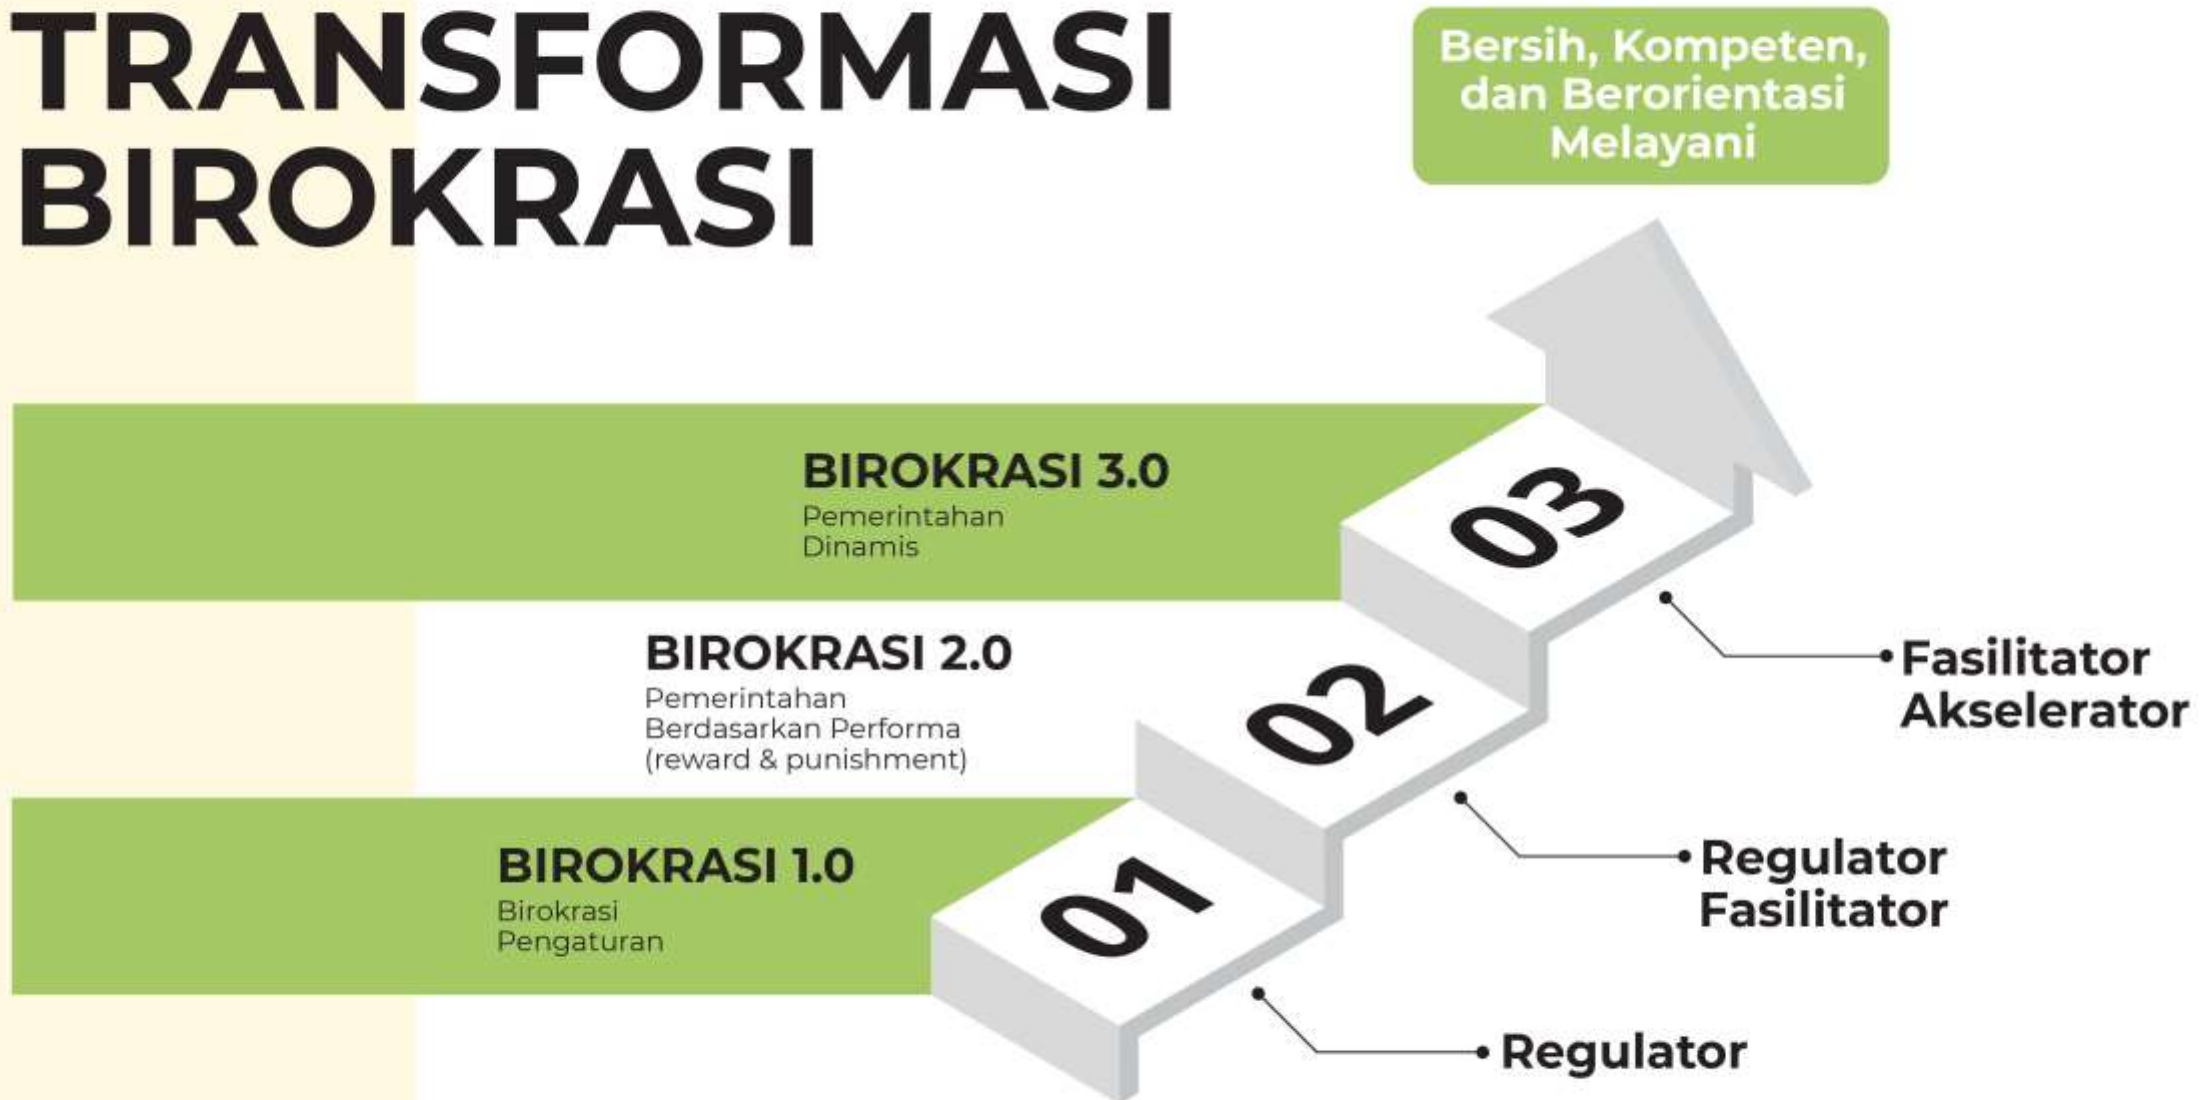 TRANSFORMASI
BIROKRASI
Bersih, Kompeten,
dan Berorientasi
Melayani
BIROKRASI 3.0
Pemerintahan
Dinamis
03
Fasilitator
Akselerator
BIROKRASI 2.0
Pemerintahan
Berdasarkan Performa
(reward & punishment)
02
Regulator
Fasilitator
BIROKRASI 1.0
Birokrasi
Pengaturan
01
Regulator